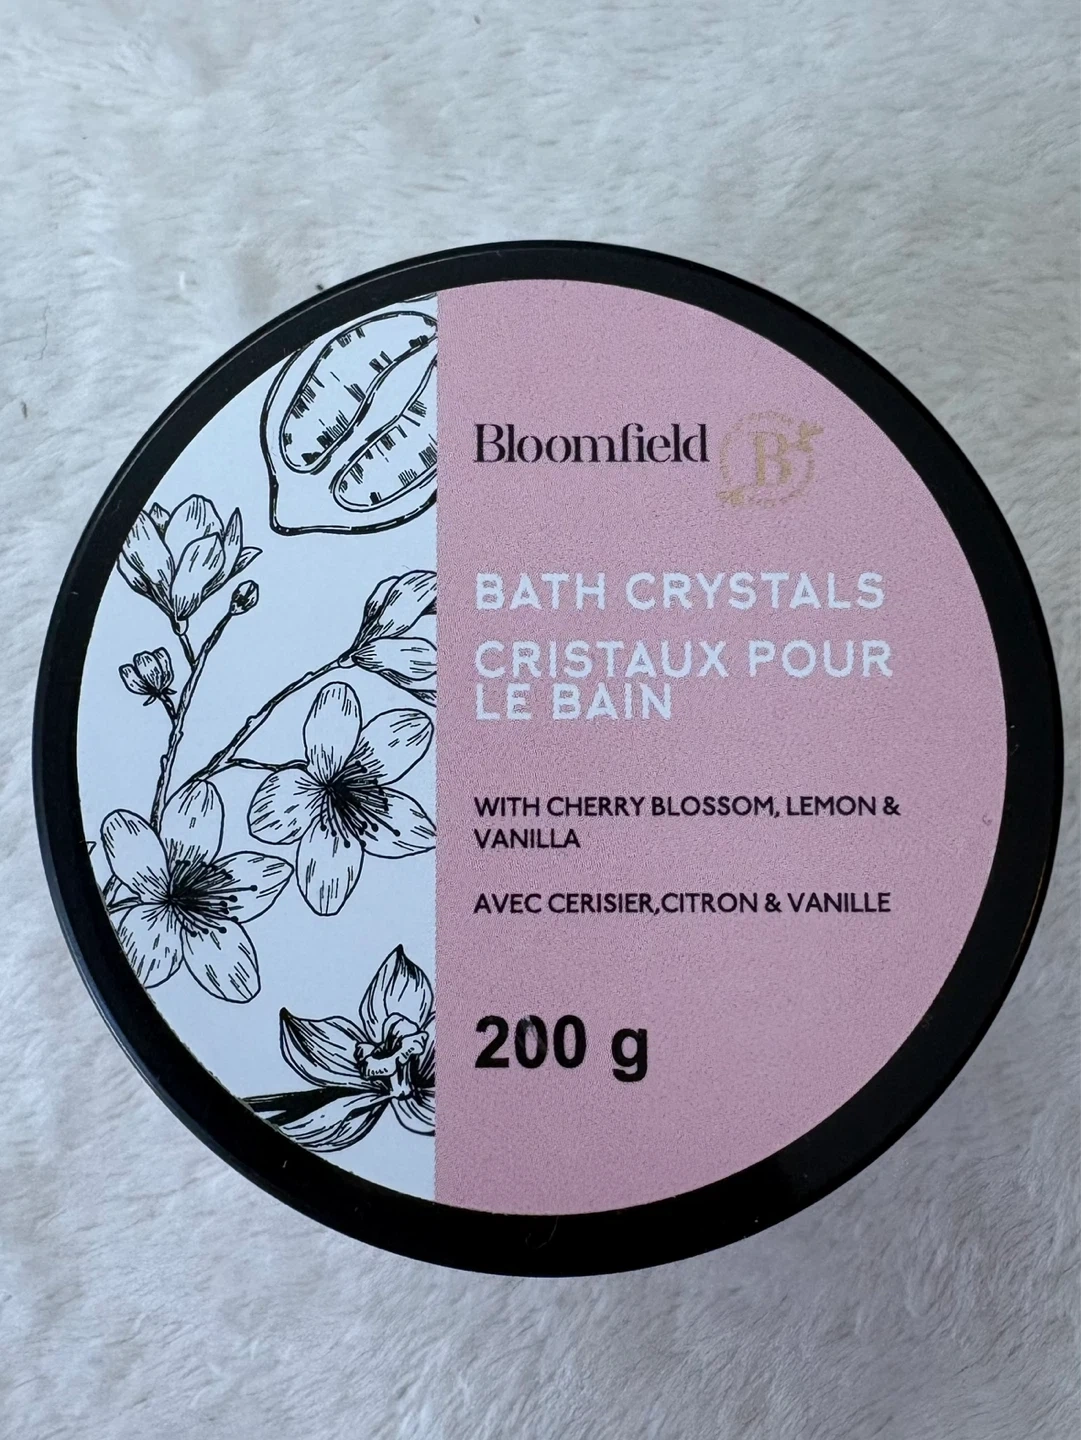 Bloomfield B
BATH CRYSTALS
CRISTAUX POUR
LE BAIN
WITH CHERRY BLOSSOM, LEMON &
VANILLA
AVEC CERISIER,CITRON & VANILLE
200 g